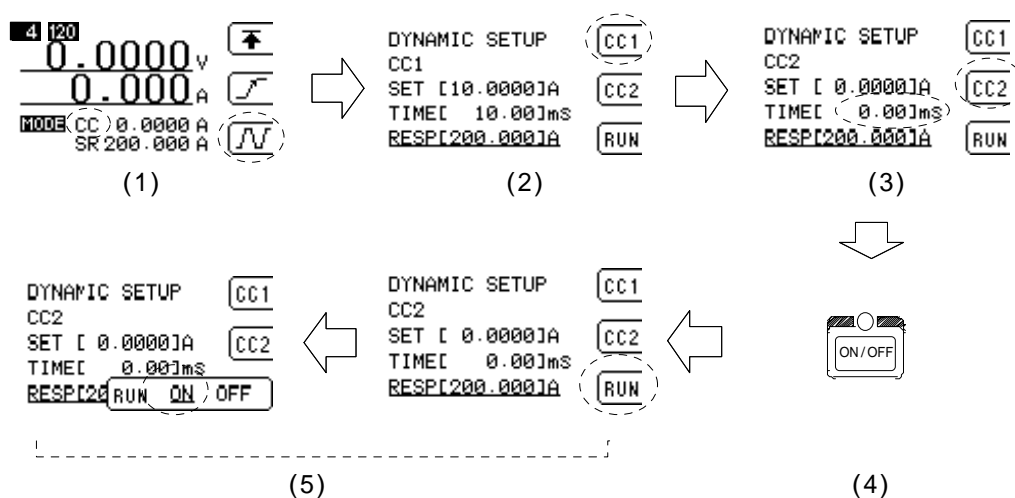 4 120
0.0000 V
0.000 A
MODE CC 0.0000 A
SR 200.000 A
(1)
DYNAMIC SETUP
CC1
CC1
SET [10.0000]A
CC2
TIME[ 10.00]mS
RESP[200.000]A
RUN
(2)
DYNAMIC SETUP
CC1
CC2
SET [ 0.0000]A
CC2
TIME[ 0.00]mS
RESP[200.000]A
RUN
(3)
DYNAMIC SETUP
CC1
CC2
SET [ 0.0000]A
CC2
TIME[ 0.00]mS
RESP[20
RUN ON OFF
DYNAMIC SETUP
CC1
CC2
SET [ 0.0000]A
CC2
TIME[ 0.00]mS
RESP[200.000]A
RUN
ON/OFF
(5)
(4)